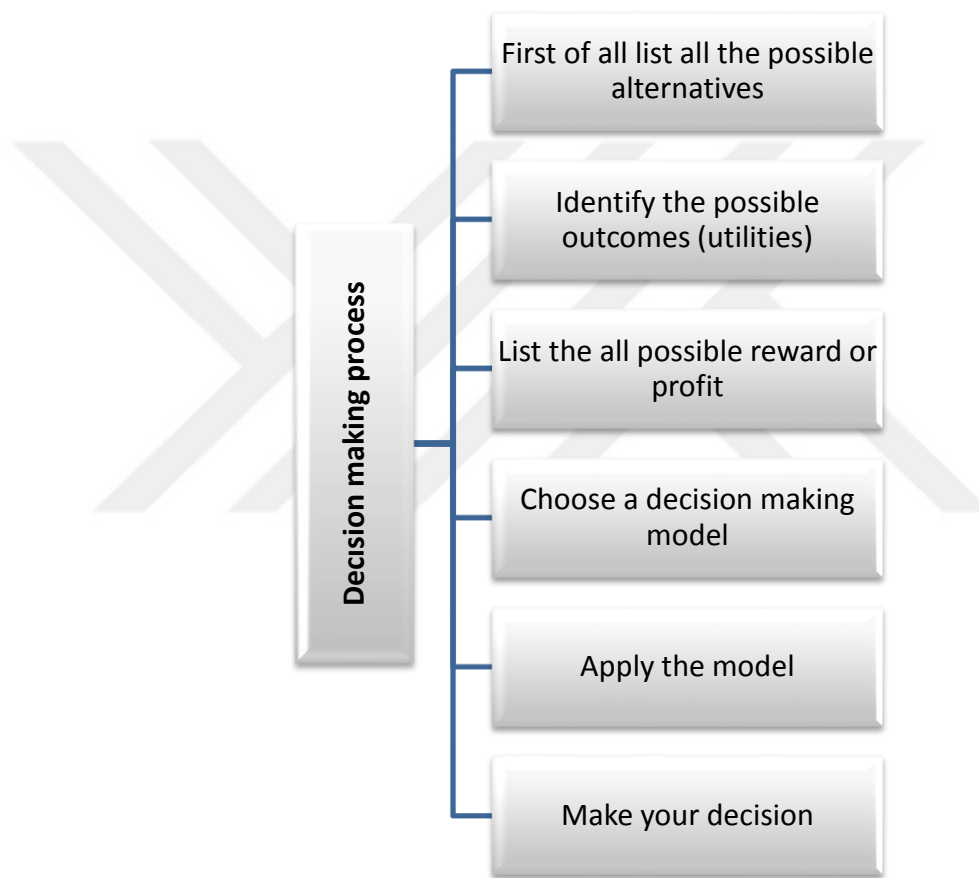 First of all list all the possible
alternatives
Identify the possible
outcomes (utilities)
Decision making process
List the all possible reward or
profit
Choose a decision making
model
Apply the model
Make your decision